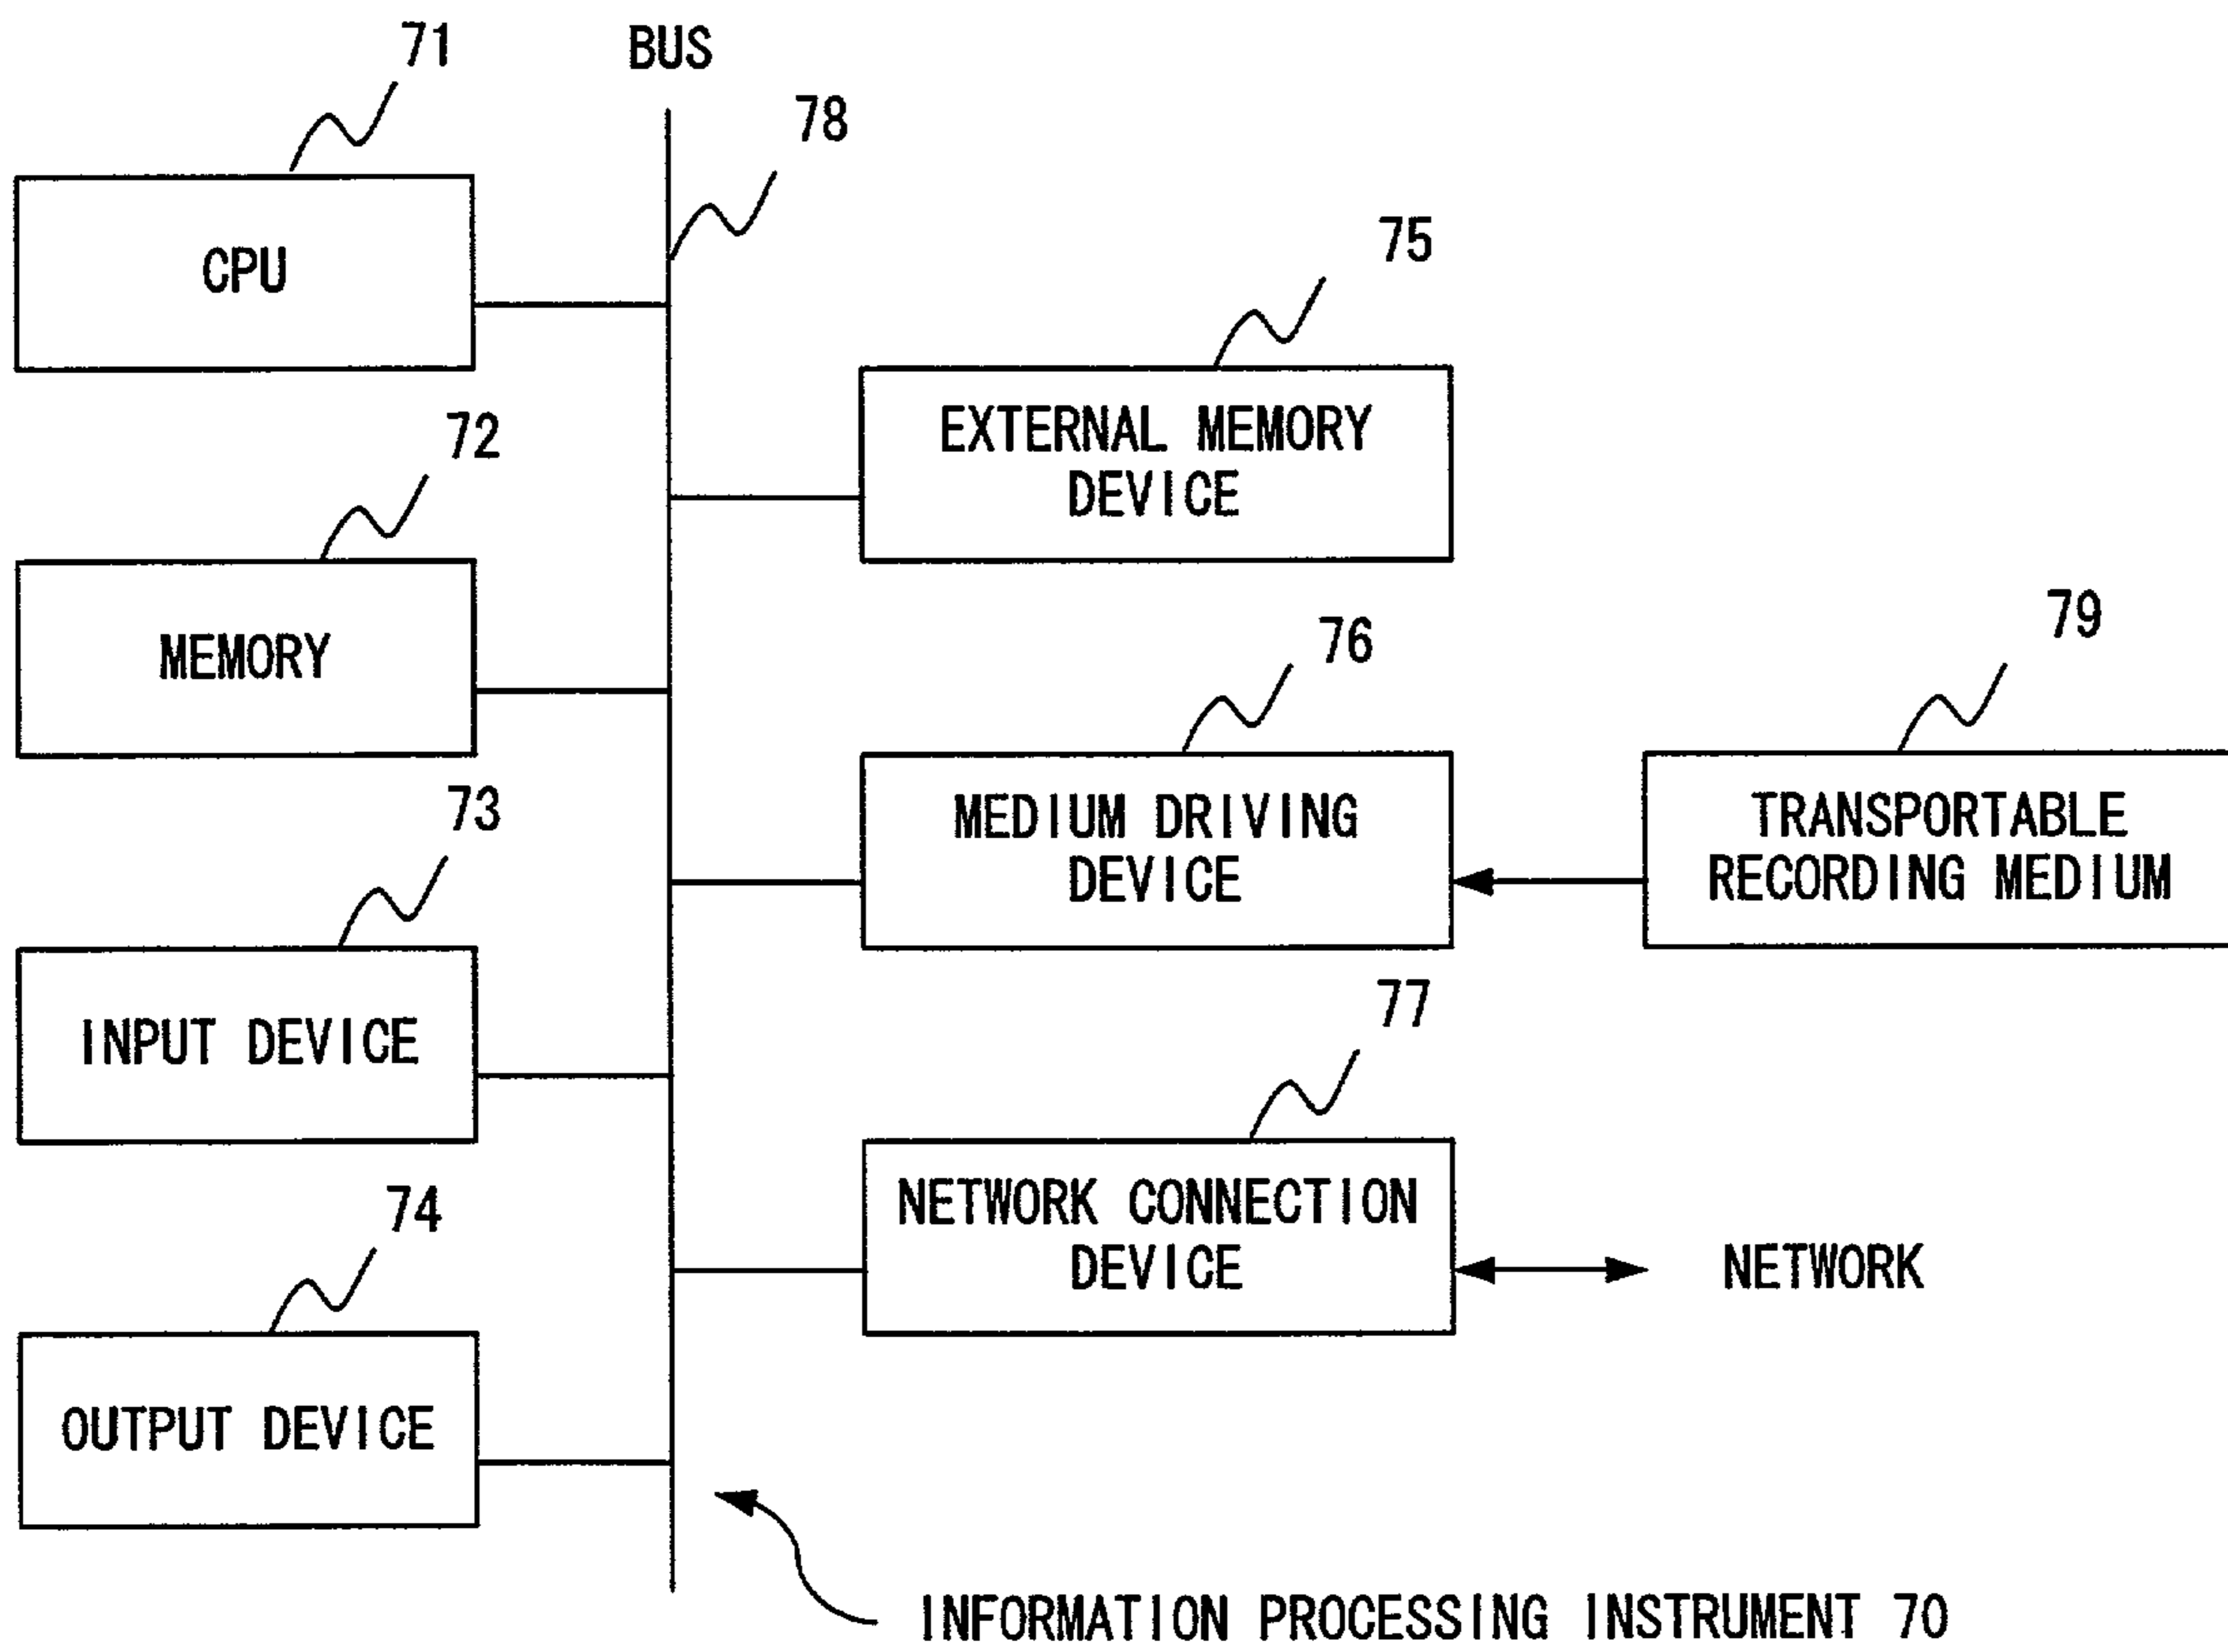 71
BUS
78
CPU
75
EXTERNAL MEMORY
DEVICE
72
MEMORY
76
79
MEDIUM DRIVING
DEVICE
TRANSPORTABLE
RECORDING MEDIUM
73
INPUT DEVICE
77
NETWORK CONNECTION
DEVICE
NETWORK
74
OUTPUT DEVICE
INFORMATION PROCESSING INSTRUMENT 70